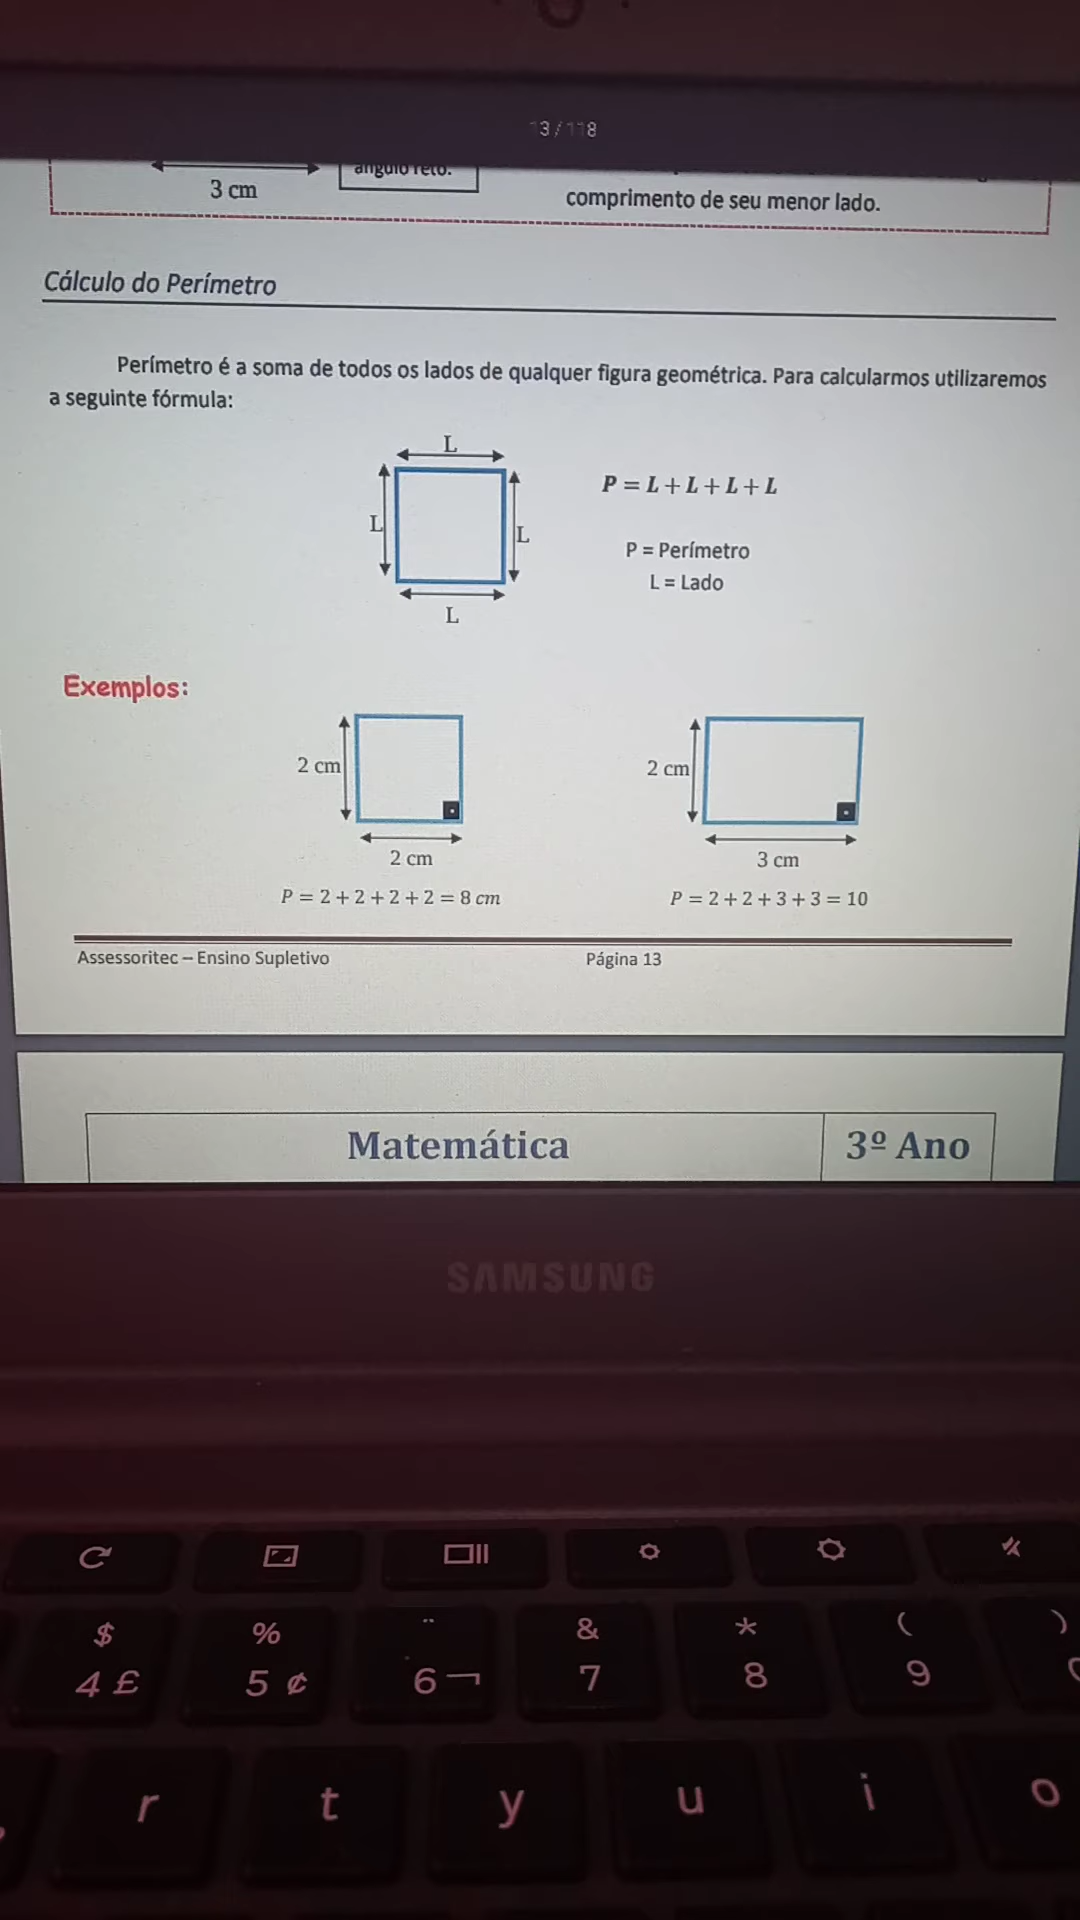 3/118
3 cm
ângulo reto.
comprimento de seu menor lado.
Cálculo do Perímetro
Perímetro é a soma de todos os lados de qualquer figura geométrica. Para calcularmos utilizaremos
a seguinte fórmula:
L
L
L
L
P = L + L + L + L
P = Perímetro
L = Lado
Exemplos:
2 cm
2 cm
P = 2 + 2 + 2 + 2 = 8 cm
2 cm
3 cm
P = 2 + 2 + 3 + 3 = 10
Assessoritec – Ensino Supletivo
Página 13
Matemática
3º Ano
SAMSUNG
$ % ¨ & * ( )
4 £ 5 ¢ 6 ¬ 7 8 9
r t y u i o